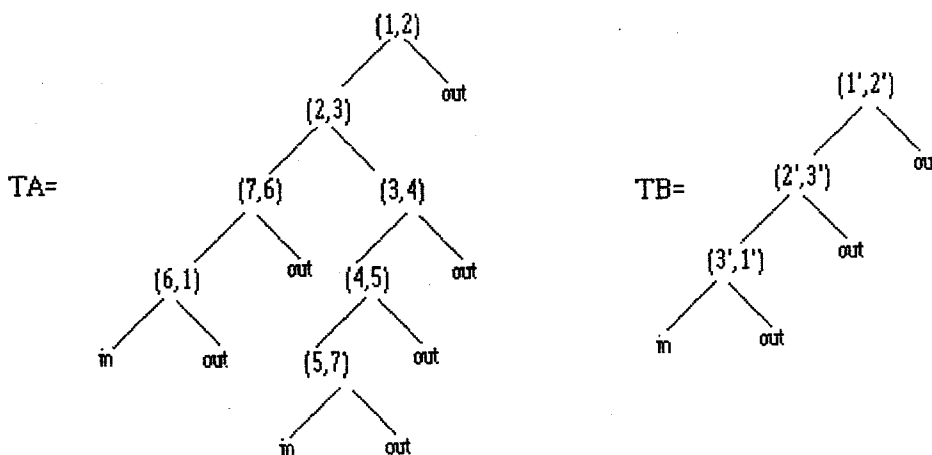 (1,2)
out
(2,3)
TA=
(7,6)
(3,4)
(6,1)
out
(4,5)
out
in
out
(5,7)
out
in
out
(1',2')
out
TB=
(2',3')
(3',1')
out
in
out